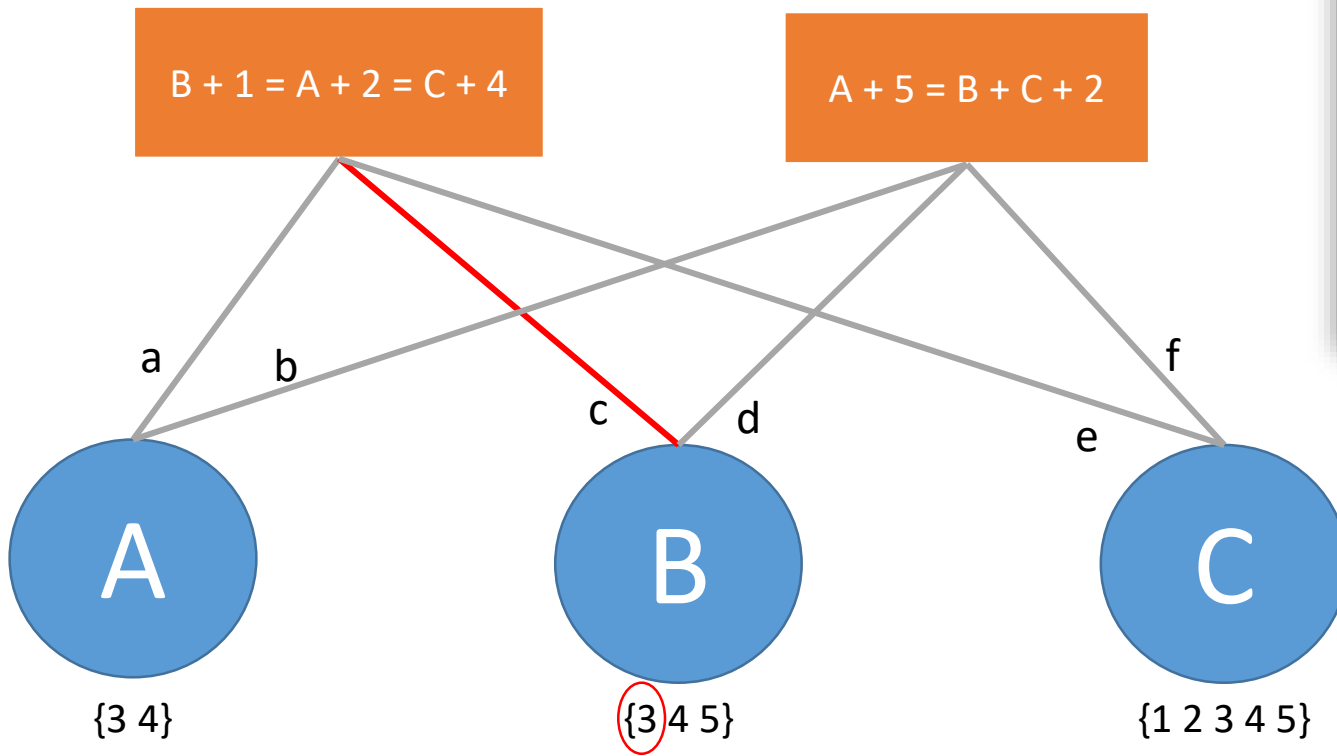 B + 1 = A + 2 = C + 4
A + 5 = B + C + 2
a
b
c
d
e
f
A
B
C
{3 4}
{3 4 5}
{1 2 3 4 5}